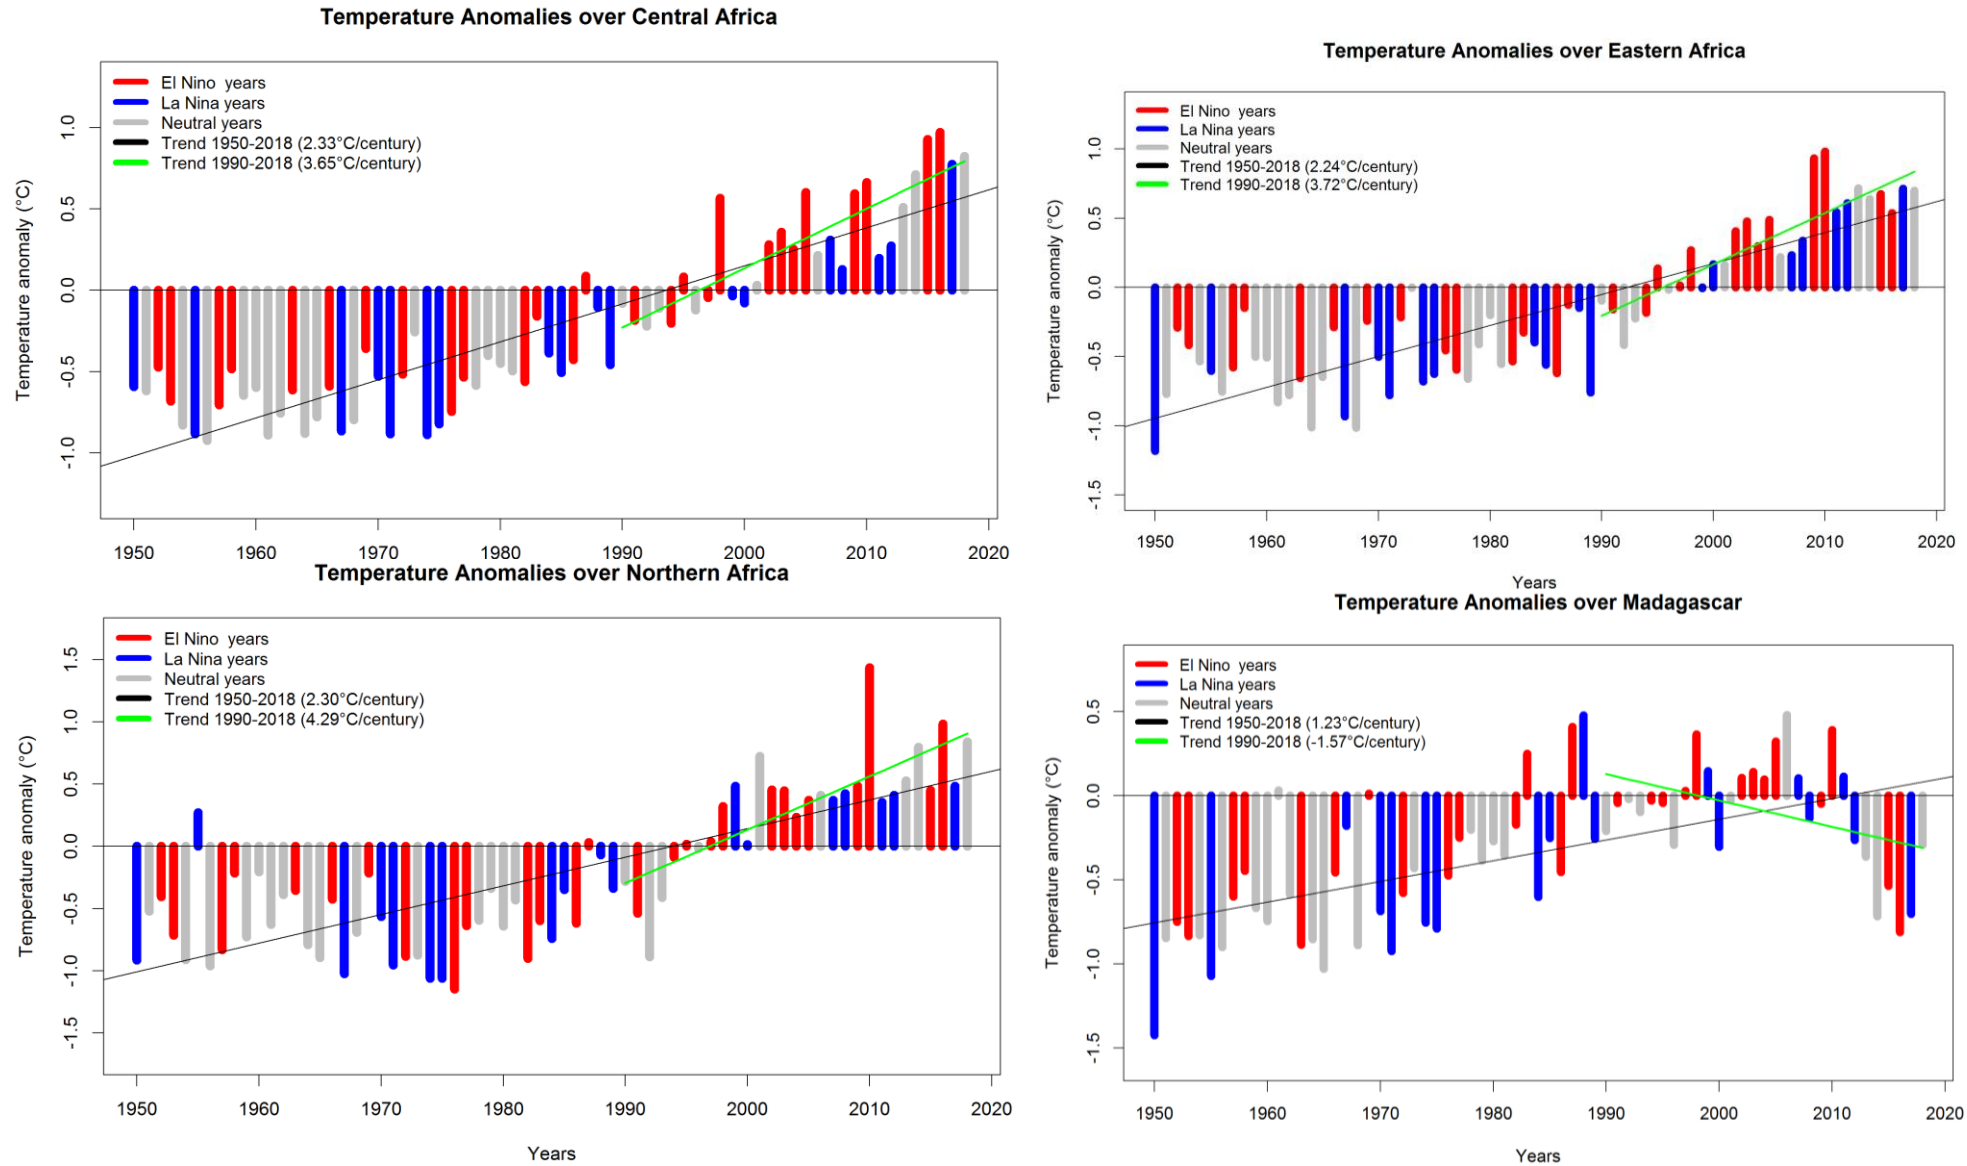 Temperature Anomalies over Central Africa
El Nino years
La Nina years
Neutral years
Trend 1950-2018 (2.33°C/century)
Trend 1990-2018 (3.65°C/century)
Temperature anomaly (°C)
1.0
0.5
0.0
-0.5
-1.0
1950 1960 1970 1980 1990 2000 2010 2020
Temperature Anomalies over Eastern Africa
El Nino years
La Nina years
Neutral years
Trend 1950-2018 (2.24°C/century)
Trend 1990-2018 (3.72°C/century)
Temperature anomaly (°C)
1.0
0.5
0.0
-0.5
-1.0
-1.5
1950 1960 1970 1980 1990 2000 2010 2020
Years
Temperature Anomalies over Northern Africa
El Nino years
La Nina years
Neutral years
Trend 1950-2018 (2.30°C/century)
Trend 1990-2018 (4.29°C/century)
Temperature anomaly (°C)
1.5
1.0
0.5
0.0
-0.5
-1.0
-1.5
1950 1960 1970 1980 1990 2000 2010 2020
Years
Temperature Anomalies over Madagascar
El Nino years
La Nina years
Neutral years
Trend 1950-2018 (1.23°C/century)
Trend 1990-2018 (-1.57°C/century)
Temperature anomaly (°C)
0.5
0.0
-0.5
-1.0
-1.5
1950 1960 1970 1980 1990 2000 2010 2020
Years